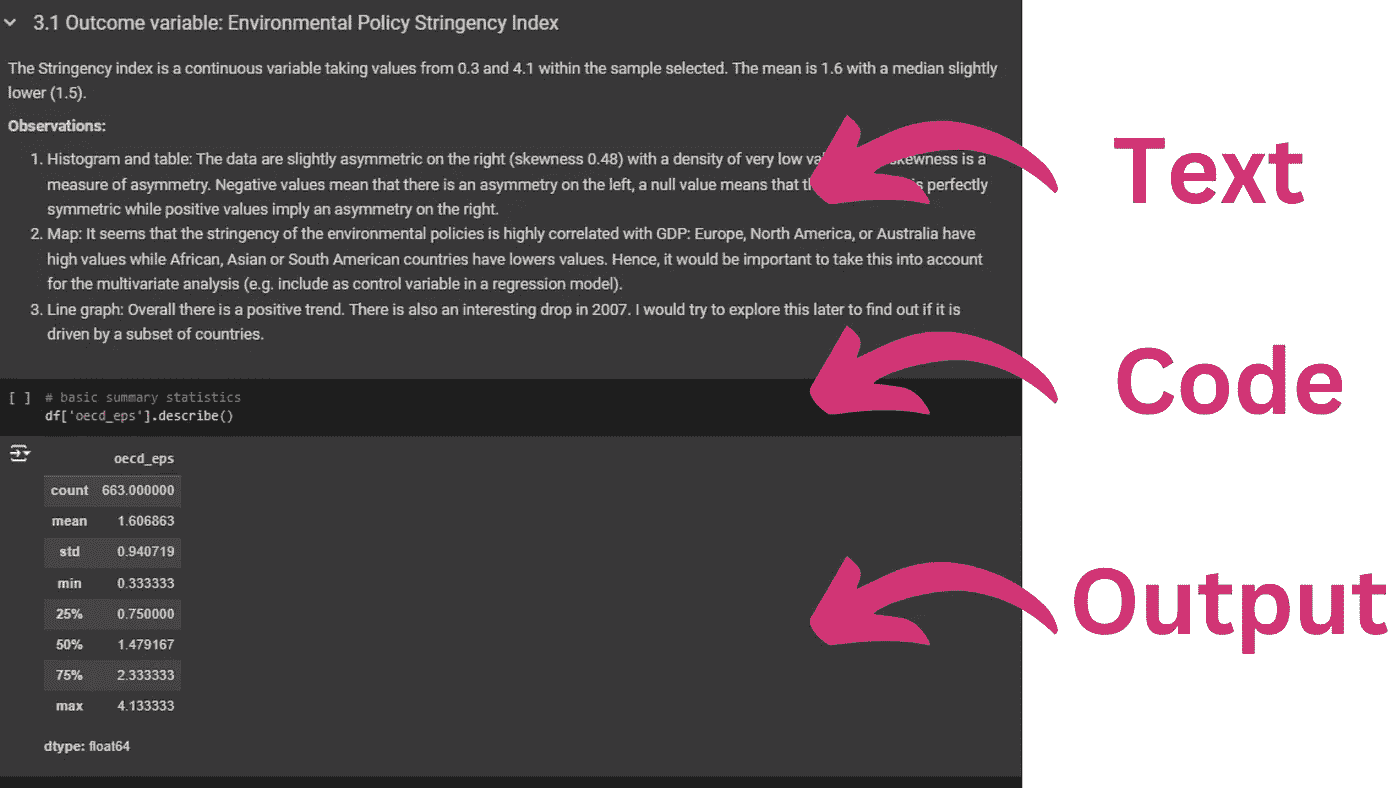 3.1 Outcome variable: Environmental Policy Stringency Index
The Stringency index is a continuous variable taking values from 0.3 and 4.1 within the sample selected. The mean is 1.6 with a median slightly
lower (1.5).
Observations:
1. Histogram and table: The data are slightly asymmetric on the right (skewness 0.48) with a density of very low skewness is a
measure of asymmetry. Negative values mean that there is an asymmetry on the left, a null value means that is perfectly
symmetric while positive values imply an asymmetry on the right.
2. Map: It seems that the stringency of the environmental policies is highly correlated with GDP: Europe, North America, or Australia have
high values while African, Asian or South American countries have lowers values. Hence, it would be important to take this into account
for the multivariate analysis (e.g. include as control variable in a regression model).
3. Line graph: Overall there is a positive trend. There is also an interesting drop in 2007. I would try to explore this later to find out if it is
driven by a subset of countries.
Text
[ ] # basic summary statistics
df['oecd_eps'].describe()
Code
oecd_eps
count 663.000000
mean 1.606863
std 0.940719
min 0.333333
25% 0.750000
50% 1.479167
75% 2.333333
max 4.133333
dtype: float64
Output